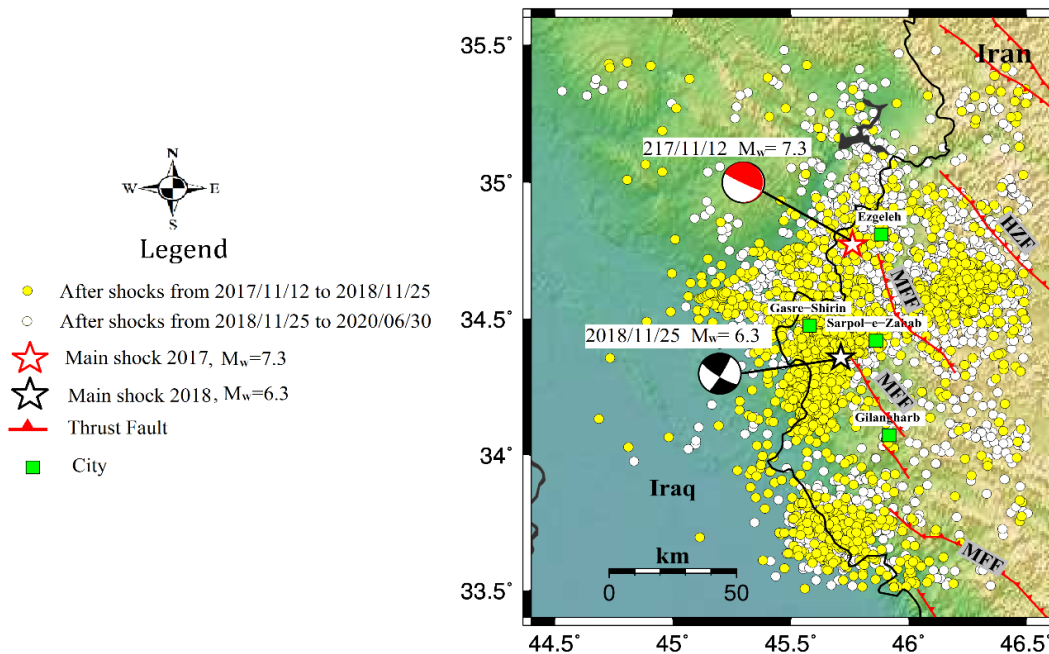 N
W
E
S
Legend
After shocks from 2017/11/12 to 2018/11/25
After shocks from 2018/11/25 to 2020/06/30
Main shock 2017, Mw=7.3
Main shock 2018, Mw=6.3
Thrust Fault
City
35.5°
35°
34.5°
34°
33.5°
Iran
217/11/12 Mw= 7.3
Ezgeleh
HZF
MFF
Gasre-Shirin
Sarpol-e-Zahab
2018/11/25 Mw= 6.3
MFF
Gilangharb
Iraq
MFF
km
0 50
44.5° 45° 45.5° 46° 46.5°